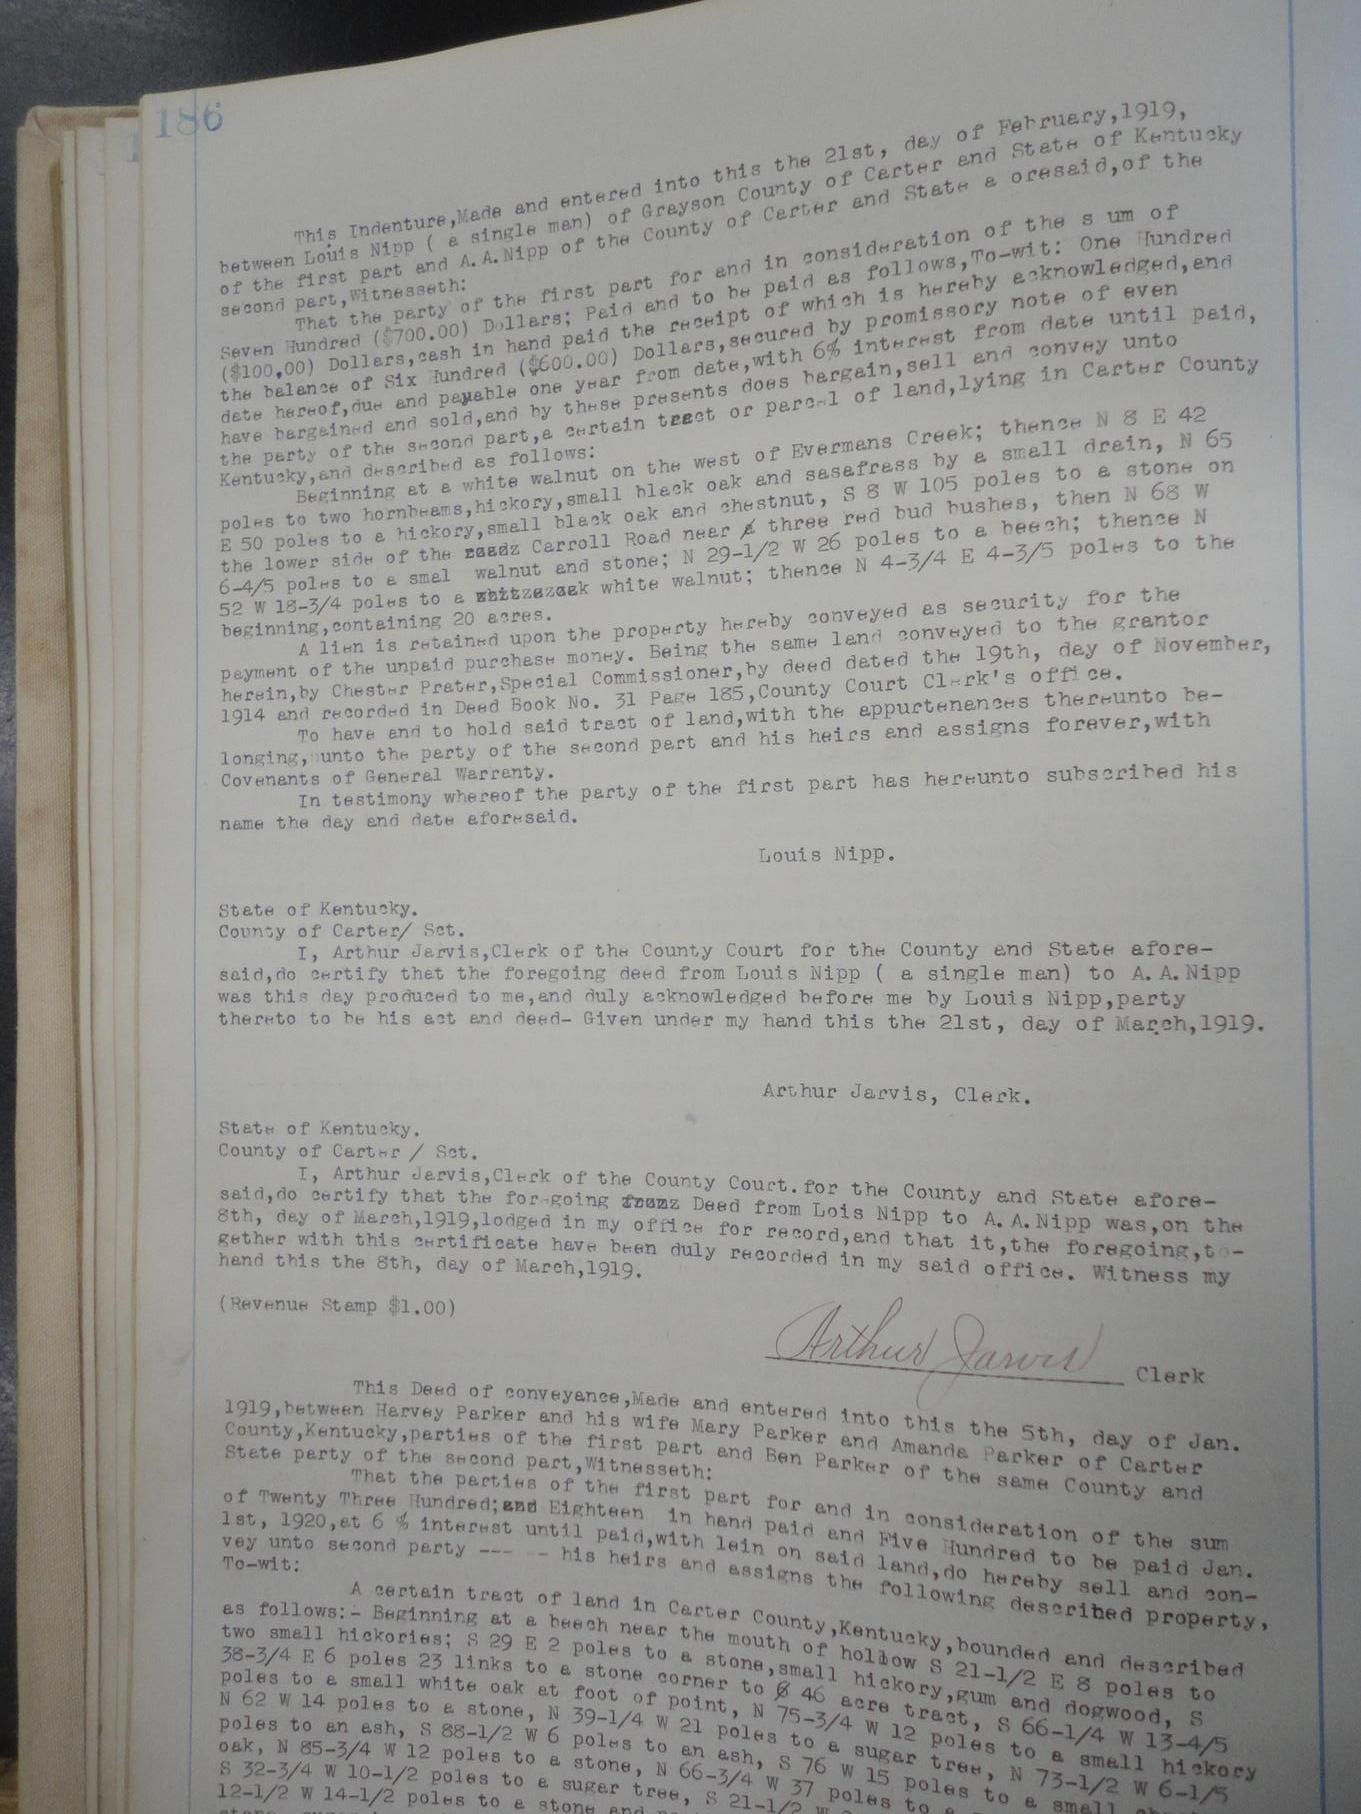 186
This Indenture,Made and entered into this the 21st, day of February,1919,
between Louis Nipp ( a single man) of Grayson County of Carter and State of Kentucky
of the first part and A.A.Nipp of the County of Carter and State a oresaid,of the
second part,Witnesseth:
That the party of the first part for and in consideration of the s um of
Seven Hundred ($700.00) Dollars; Paid and to be paid as follows,To-wit: One Hundred
($100,00) Dollars,cash in hand paid the receipt of which is hereby acknowledged,and
the balance of Six Hundred ($600.00) Dollars,secured by promissory note of even
date hereof,due and payable one year from date,with 6% interest from date until paid,
have bargained and sold,and by these presents does bargain,sell and convey unto
the party of the second part,a certain tract or parcel of land,lying in Carter County
Kentucky,and described as follows:
Beginning at a white walnut on the west of Evermans Creek; thence N 8 E 42
poles to two hornbeams,hickory,small black oak and sasafrass by a small drain, N 65
E 50 poles to a hickory,small black oak and chestnut, S 8 W 105 poles to a stone on
the lower side of the Carroll Road near three red bud bushes, then N 68 W
6-4/5 poles to a smal walnut and stone; N 29-1/2 W 26 poles to a beech; thence N
52 W 18-3/4 poles to a white walnut; thence N 4-3/4 E 4-3/5 poles to the
beginning,containing 20 acres.
A lien is retained upon the property hereby conveyed as security for the
payment of the unpaid purchase money. Being the same land conveyed to the grantor
herein,by Chester Prater,Special Commissioner,by deed dated the 19th, day of November,
1914 and recorded in Deed Book No. 31 Page 185,County Court Clerk's office.
To have and to hold said tract of land,with the appurtenances thereunto be-
longing, unto the party of the second part and his heirs and assigns forever,with
Covenants of General Warranty.
In testimony whereof the party of the first part has hereunto subscribed his
name the day and date aforesaid.
Louis Nipp.
State of Kentucky.
County of Carter/ Sct.
I, Arthur Jarvis,Clerk of the County Court for the County and State afore-
said,do certify that the foregoing deed from Louis Nipp ( a single man) to A.A.Nipp
was this day produced to me,and duly acknowledged before me by Louis Nipp,party
thereto to be his act and deed- Given under my hand this the 21st, day of March,1919.
Arthur Jarvis, Clerk.
State of Kentucky.
County of Carter / Sct.
I, Arthur Jarvis,Clerk of the County Court.for the County and State afore-
said,do certify that the foregoing Deed from Lois Nipp to A.A.Nipp was,on the
8th, day of March,1919,lodged in my office for record,and that it,the foregoing,to-
gether with this certificate have been duly recorded in my said office. Witness my
hand this the 8th, day of March,1919.
(Revenue Stamp $1.00)
Arthur Jarvis Clerk
This Deed of conveyance,Made and entered into this the 5th, day of Jan.
1919,between Harvey Parker and his wife Mary Parker and Amanda Parker of Carter
County,Kentucky,parties of the first part and Ben Parker of the same County and
State party of the second part,Witnesseth:
That the parties of the first part for and in consideration of the sum
of Twenty Three Hundred;and Eighteen in hand paid and Five Hundred to be paid Jan.
1st, 1920,at 6 % interest until paid,with lein on said land,do hereby sell and con-
vey unto second party --- -- his heirs and assigns the following described property,
To-wit:
A certain tract of land in Carter County,Kentucky,bounded and described
as follows:- Beginning at a beech near the mouth of hollow S 21-1/2 E 8 poles to
two small hickories; S 29 E 2 poles to a stone,small hickory,gum and dogwood, S
38-3/4 E 6 poles 23 links to a stone corner to 46 acre tract, S 66-1/4 W 13-4/5
poles to a small white oak at foot of point, N 75-3/4 W 12 poles to a small hickory
N 62 W 14 poles to a stone, N 39-1/4 W 21 poles to a sugar tree, N 73-1/2 W 6-1/5
poles to an ash, S 88-1/2 W 6 poles to an ash, S 76 W 15 poles to a small
oak, N 85-3/4 W 12 poles to a stone, N 66-3/4 W 37 poles to a
S 32-3/4 W 10-1/2 poles to a sugar tree, S 21-1/2 W
12-1/2 W 14-1/2 poles to a stone and